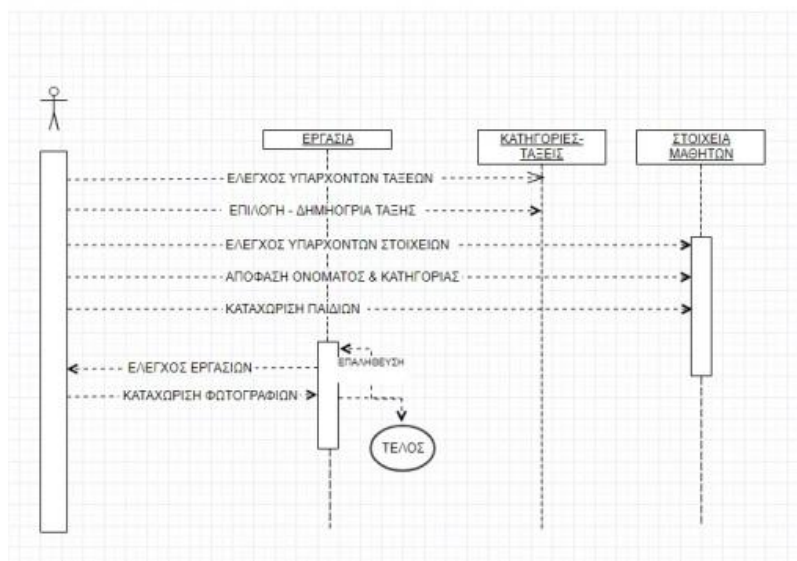 ΕΡΓΑΣΙΑ
ΚΑΤΗΓΟΡΙΕΣ-
ΤΑΞΕΙΣ
ΣΤΟΙΧΕΙΑ
ΜΑΘΗΤΩΝ
ΕΛΕΓΧΟΣ ΥΠΑΡΧΟΝΤΩΝ ΤΑΞΕΩΝ
ΕΠΙΛΟΓΗ - ΔΗΜΗΟΓΡΙΑ ΤΑΞΗΣ
ΕΛΕΓΧΟΣ ΥΠΑΡΧΟΝΤΩΝ ΣΤΟΙΧΕΙΩΝ
ΑΠΟΦΑΣΗ ΟΝΟΜΑΤΟΣ & ΚΑΤΗΓΟΡΙΑΣ
ΚΑΤΑΧΩΡΙΣΗ ΠΑΙΔΙΩΝ
ΕΠΑΛΗΘΕΥΣΗ
ΕΛΕΓΧΟΣ ΕΡΓΑΣΙΩΝ
ΚΑΤΑΧΩΡΙΣΗ ΦΩΤΟΓΡΑΦΙΩΝ
ΤΕΛΟΣ